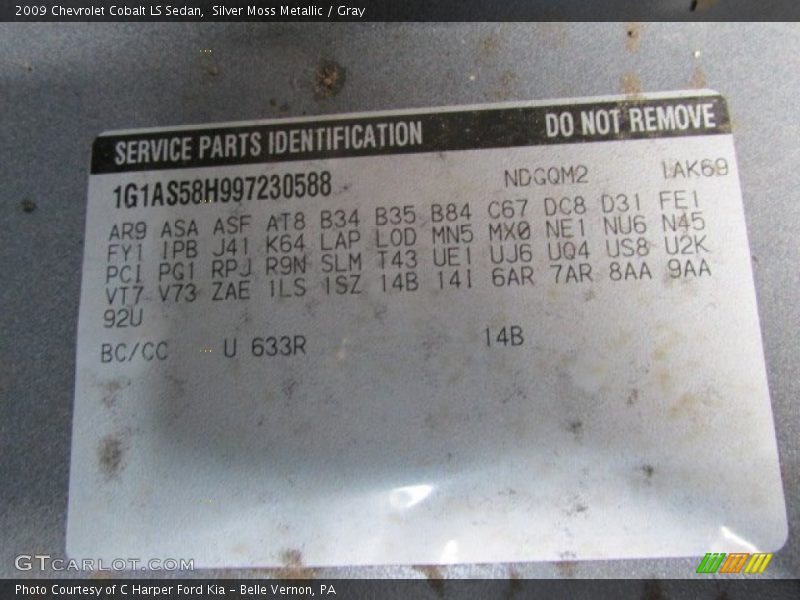 2009 Chevrolet Cobalt LS Sedan,  Silver Moss Metallic / Gray
SERVICE PARTS IDENTIFICATION DO NOT REMOVE
1G1AS58H997230588 NDGQM2 1AK69
AR9 ASA ASF AT8 B34 B35 B84 C67 DC8 D31 FE1
FY1 IPB J41 K64 LAP LOD MN5 MX0 NE1 NU6 N45
PCI PG1 RPJ R9N SLM T43 UE1 UJ6 UQ4 US8 U2K
VT7 V73 ZAE 1LS 1SZ 14B 14I 6AR 7AR 8AA 9AA
92U
BC/CC U 633R 14B
GTCARLOT.COM
Photo Courtesy of C Harper Ford Kia – Belle Vernon, PA